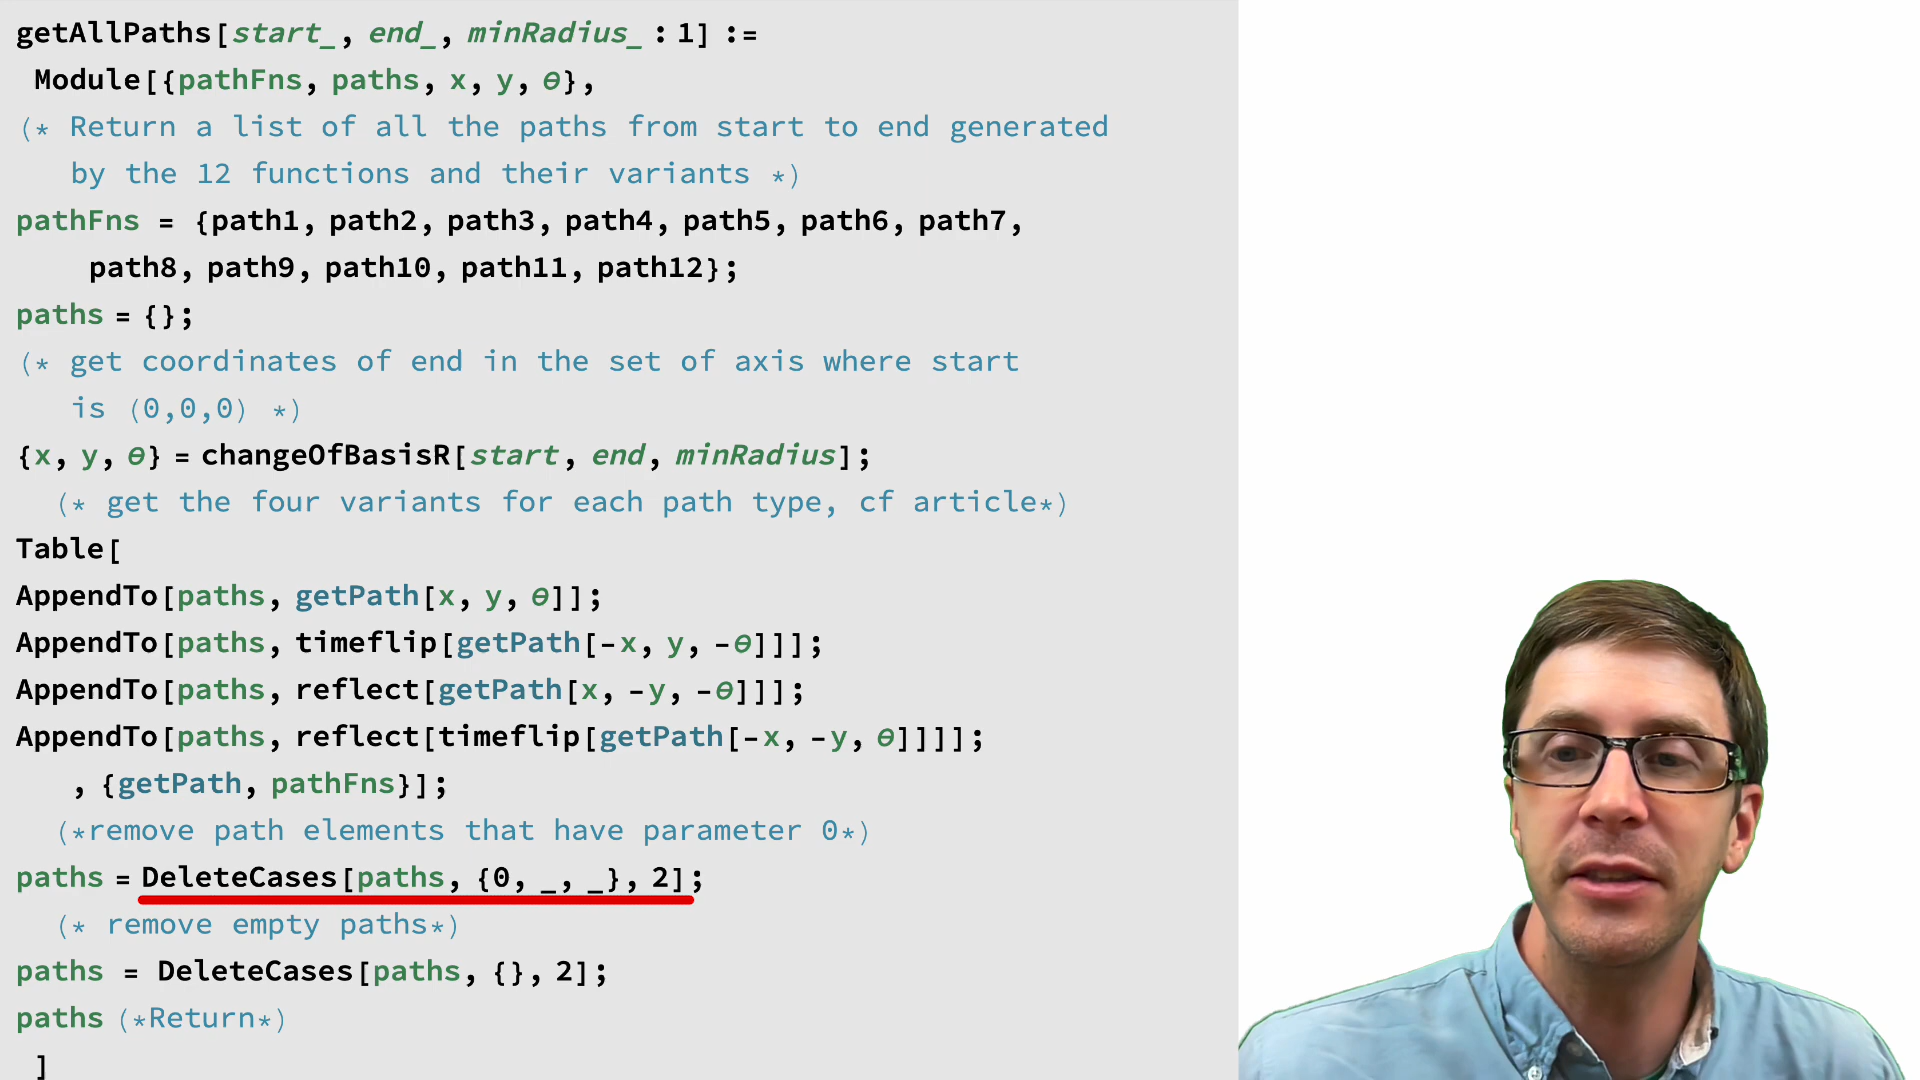 getAllPaths[start_, end_, minRadius_ : 1] :=
Module[{pathFns, paths, x, y, θ},
(* Return a list of all the paths from start to end generated
by the 12 functions and their variants *)
pathFns = {path1, path2, path3, path4, path5, path6, path7,
path8, path9, path10, path11, path12};
paths = {};
(* get coordinates of end in the set of axis where start
is (0,0,0) *)
{x, y, θ} = changeOfBasisR[start, end, minRadius];
(* get the four variants for each path type, cf article*)
Table[
AppendTo[paths, getPath[x, y, θ]];
AppendTo[paths, timeflip[getPath[-x, y, -θ]]];
AppendTo[paths, reflect[getPath[x, -y, -θ]]];
AppendTo[paths, reflect[timeflip[getPath[-x, -y, θ]]]];
, {getPath, pathFns}];
(*remove path elements that have parameter 0*)
paths = DeleteCases[paths, {0, _, _}, 2];
(* remove empty paths*)
paths = DeleteCases[paths, {}, 2];
paths (*Return*)
]